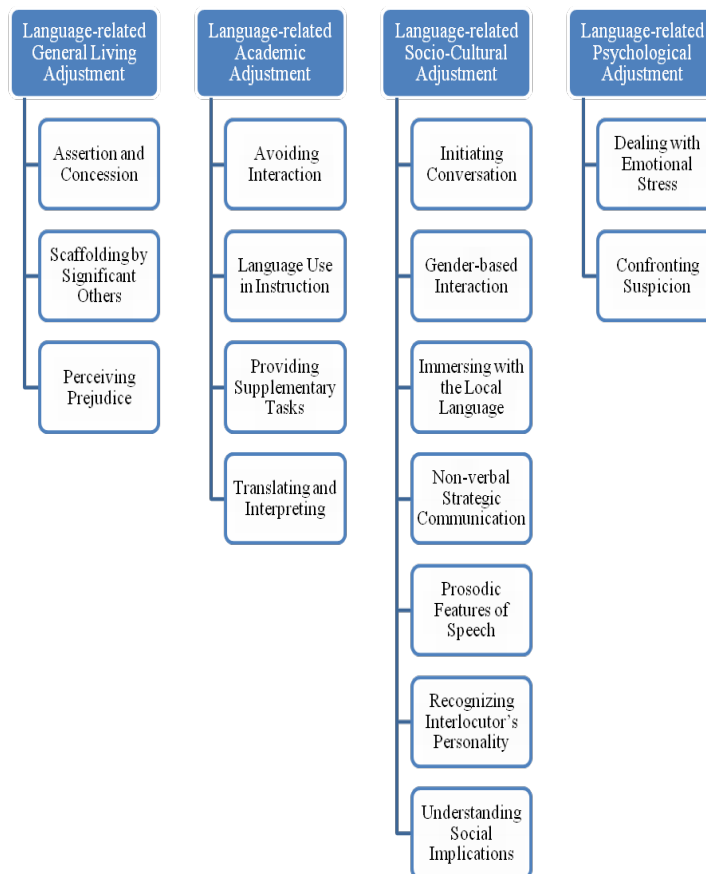 Language-related
General Living
Adjustment
Assertion and
Concession
Scaffolding by
Significant
Others
Perceiving
Prejudice
Language-related
Academic
Adjustment
Avoiding
Interaction
Language Use
in Instruction
Providing
Supplementary
Tasks
Translating and
Interpreting
Language-related
Socio-Cultural
Adjustment
Initiating
Conversation
Gender-based
Interaction
Immersing with
the Local
Language
Non-verbal
Strategic
Communication
Prosodic
Features of
Speech
Recognizing
Interlocutor`s
Personality
Understanding
Social
Implications
Language-related
Psychological
Adjustment
Dealing with
Emotional
Stress
Confronting
Suspicion